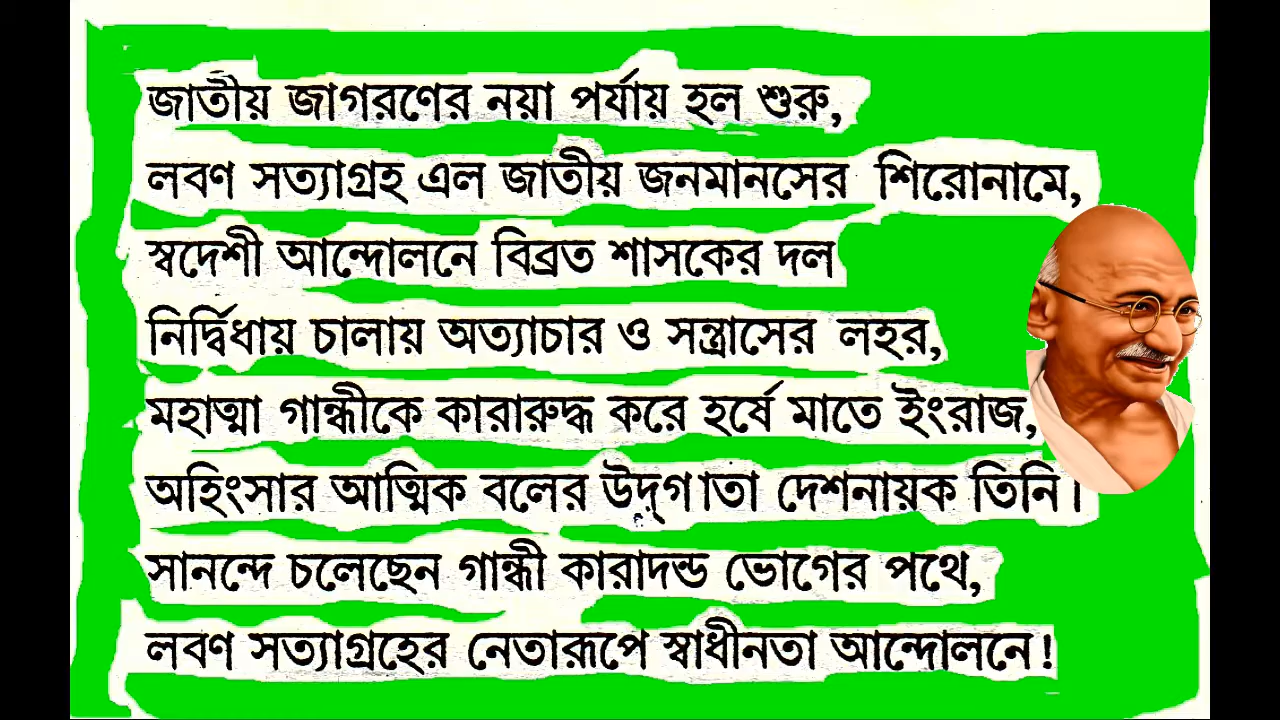 জাতীয় জাগরণের নয়া পর্যায় হল শুরু,
লবণ সত্যাগ্রহ এল জাতীয় জনমানসের শিরোনামে,
স্বদেশী আন্দোলনে বিব্রত শাসকের দল
নির্দ্বিধায় চালায় অত্যাচার ও সন্ত্রাসের লহর,
মহাত্মা গান্ধীকে কারারুদ্ধ করে হর্ষে মাতে ইংরাজ,
অহিংসার আত্মিক বলের উদ্গাতা দেশনায়ক তিনি।
সানন্দে চলেছেন গান্ধী কারাদন্ড ভোগের পথে,
লবণ সত্যাগ্রহের নেতারূপে স্বাধীনতা আন্দোলনে!